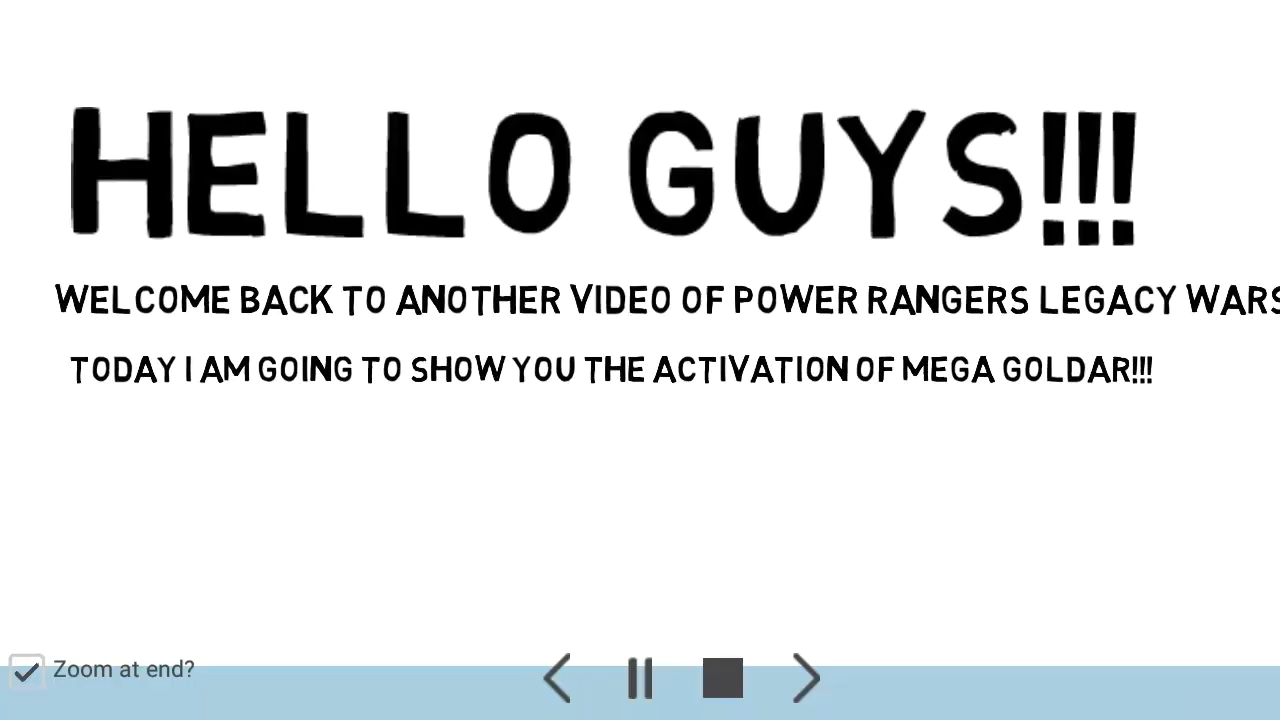 HELLO GUYS!!!
WELCOME BACK TO ANOTHER VIDEO OF POWER RANGERS LEGACY WARS
TODAY I AM GOING TO SHOW YOU THE ACTIVATION OF MEGA GOLDAR!!!
Zoom at end?